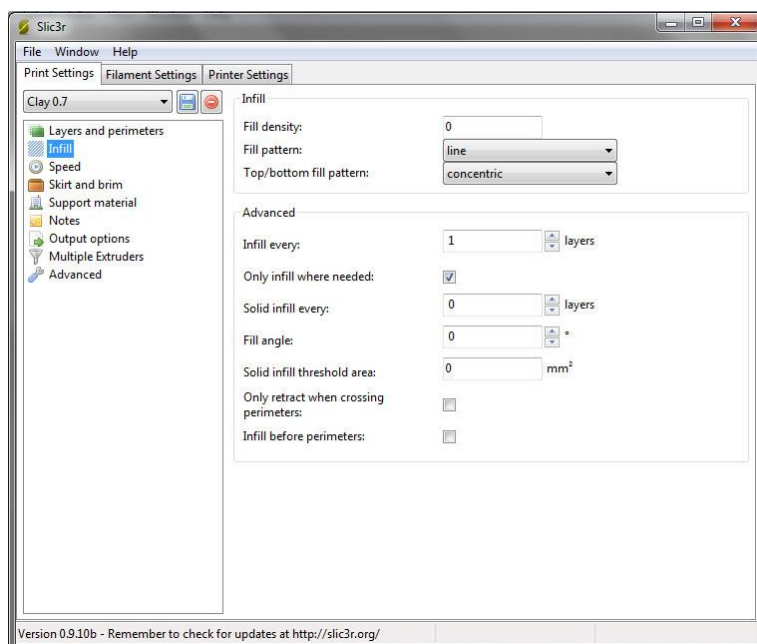 Slic3r
File Window Help
Print Settings Filament Settings Printer Settings
Clay 0.7
Layers and perimeters
Infill
Speed
Skirt and brim
Support material
Notes
Output options
Multiple Extruders
Advanced
Infill
Fill density: 0
Fill pattern: line
Top/bottom fill pattern: concentric
Advanced
Infill every: 1 layers
Only infill where needed:
Solid infill every: 0 layers
Fill angle: 0 °
Solid infill threshold area: 0 mm²
Only retract when crossing
perimeters:
Infill before perimeters:
Version 0.9.10b - Remember to check for updates at http://slic3r.org/